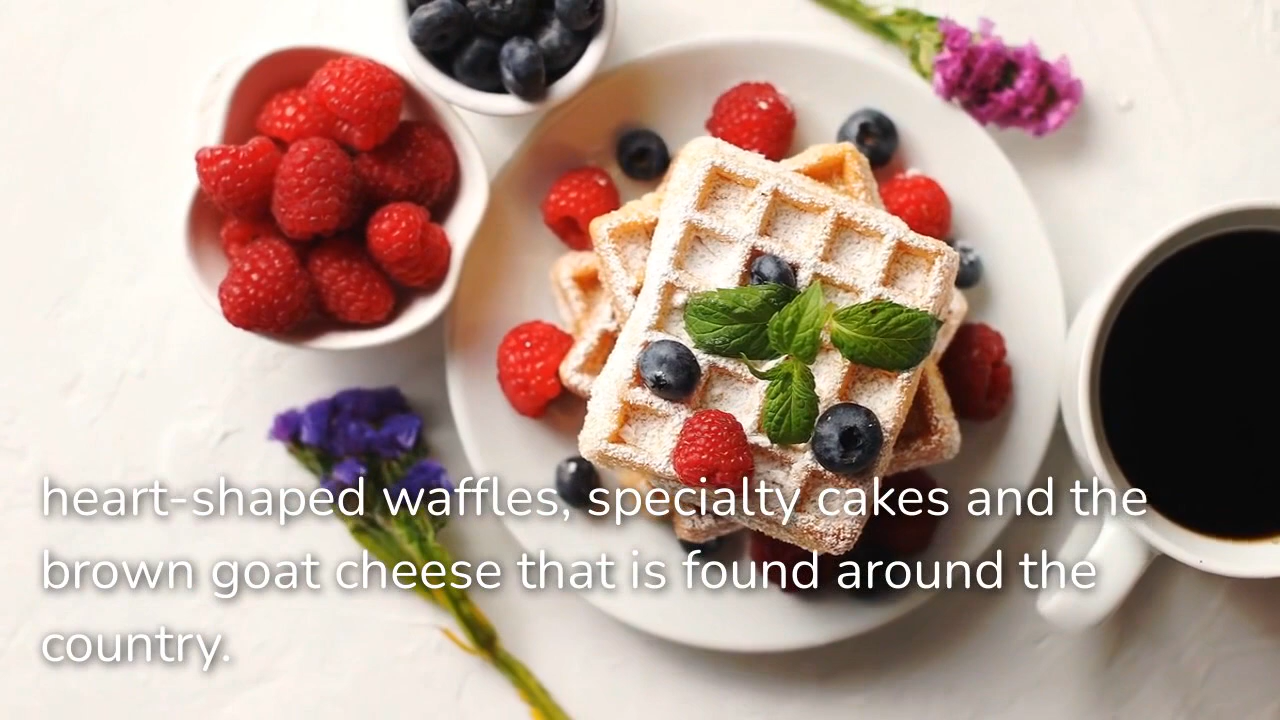 heart-shaped waffles, specialty cakes and the
brown goat cheese that is found around the
country.